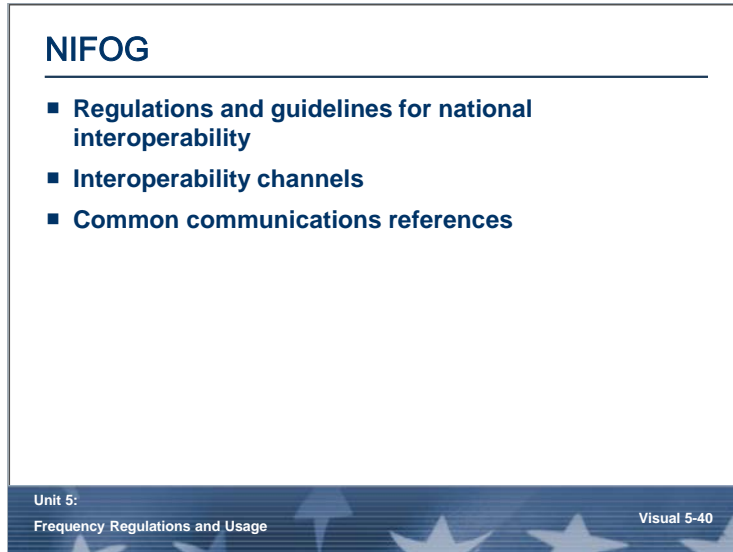 NIFOG
Regulations and guidelines for national
interoperability
Interoperability channels
Common communications references
Unit 5:
Frequency Regulations and Usage
Visual 5-40